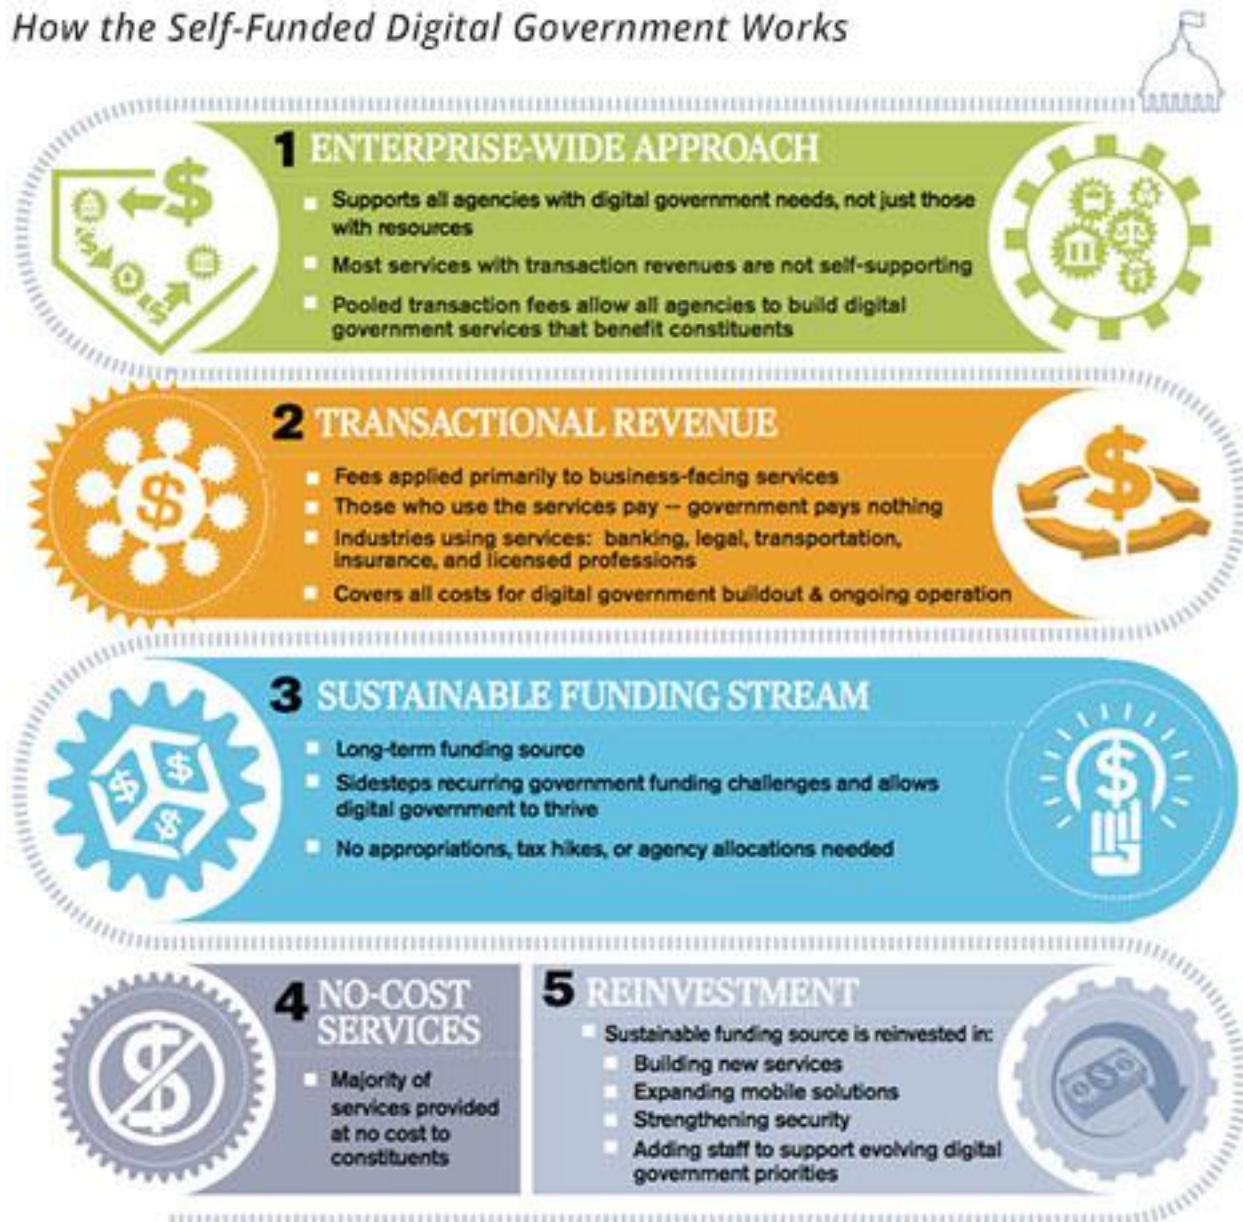 How the Self-Funded Digital Government Works
1 ENTERPRISE-WIDE APPROACH
Supports all agencies with digital government needs, not just those
with resources
Most services with transaction revenues are not self-supporting
Pooled transaction fees allow all agencies to build digital
government services that benefit constituents
2 TRANSACTIONAL REVENUE
Fees applied primarily to business-facing services
Those who use the services pay -- government pays nothing
Industries using services: banking, legal, transportation,
insurance, and licensed professions
Covers all costs for digital government buildout & ongoing operation
3 SUSTAINABLE FUNDING STREAM
Long-term funding source
Sidesteps recurring government funding challenges and allows
digital government to thrive
No appropriations, tax hikes, or agency allocations needed
4 NO-COST
SERVICES
Majority of
services provided
at no cost to
constituents
5 REINVESTMENT
Sustainable funding source is reinvested in:
Building new services
Expanding mobile solutions
Strengthening security
Adding staff to support evolving digital
government priorities